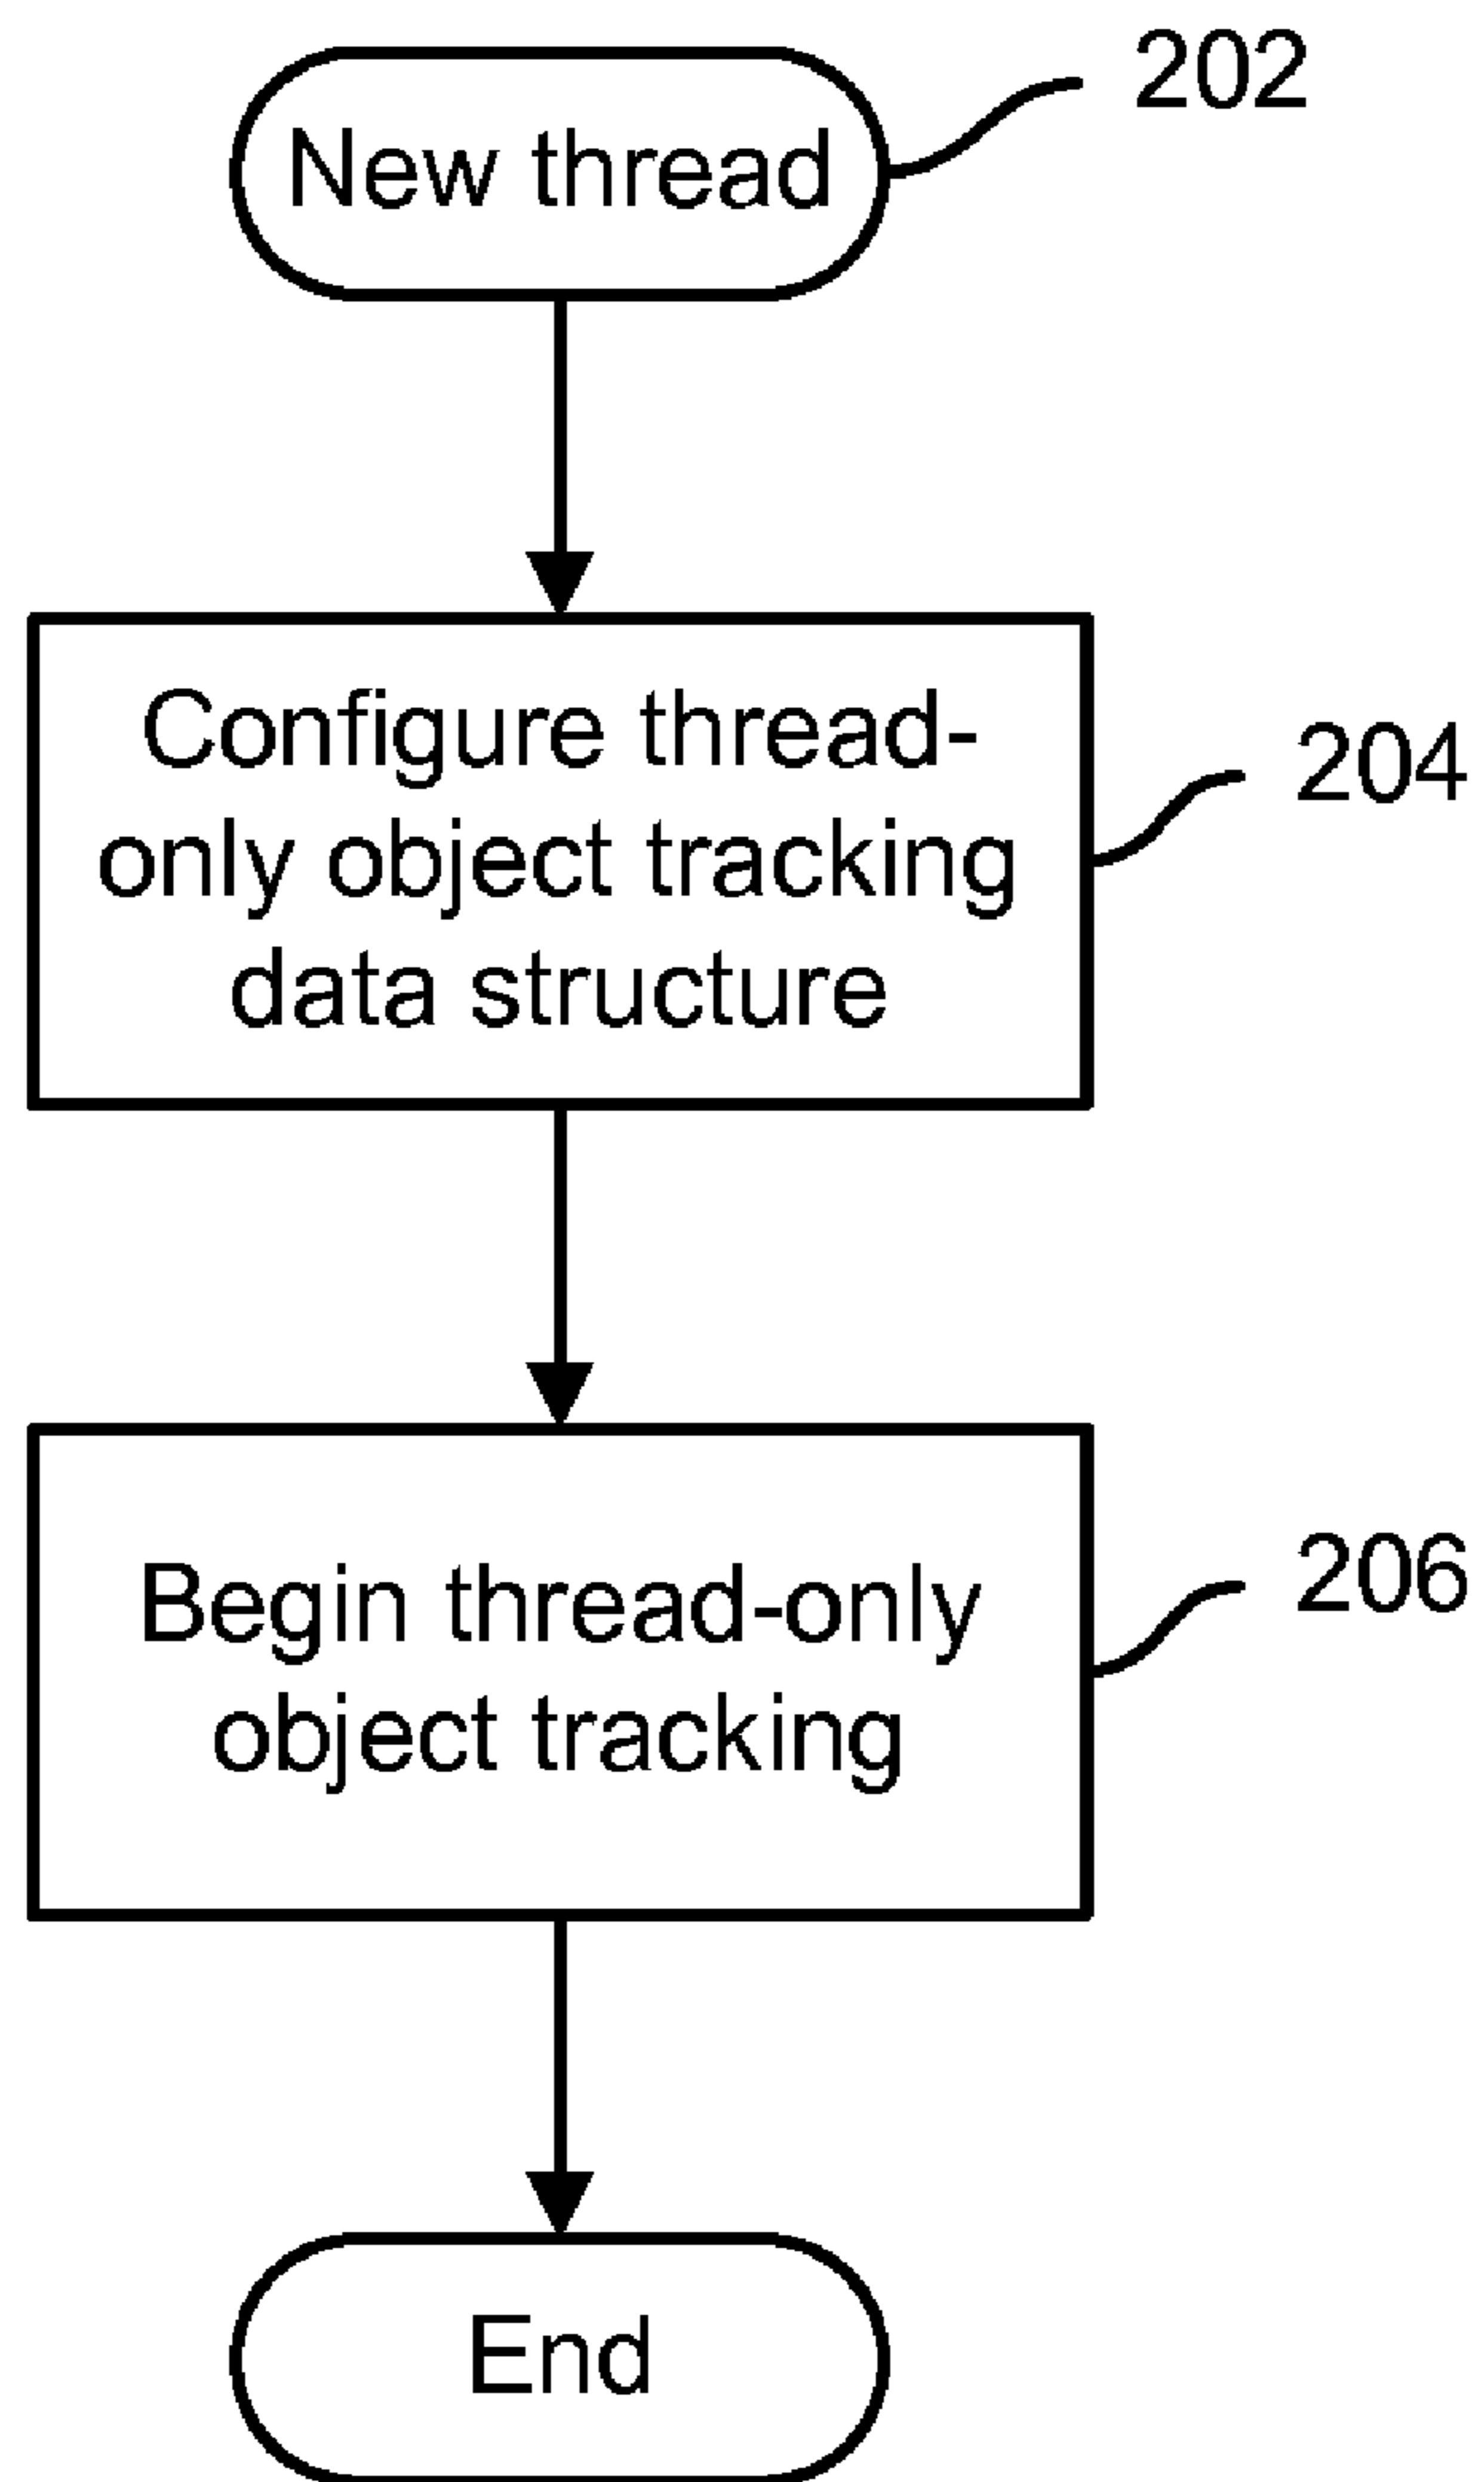 New thread
202
Configure thread-
only object tracking
data structure
204
Begin thread-only
object tracking
206
End